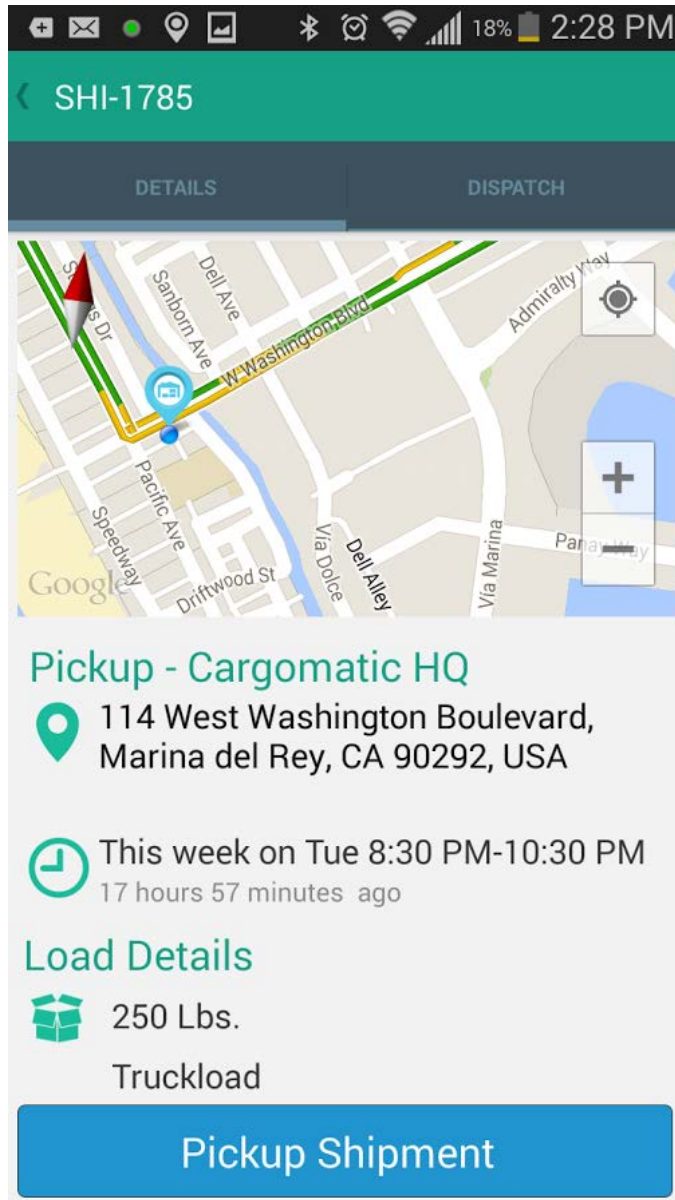 18% 2:28 PM
SHI-1785
DETAILS
DISPATCH
Dell Ave
Sanborn Ave
Admiralty Way
W Washington Blvd
Pacific Ave
Speedway
Via Dolce
Dell Alley
Via Marina
Panay Way
Driftwood St
Google
Pickup - Cargomatic HQ
114 West Washington Boulevard,
Marina del Rey, CA 90292, USA
This week on Tue 8:30 PM-10:30 PM
17 hours 57 minutes ago
Load Details
250 Lbs.
Truckload
Pickup Shipment